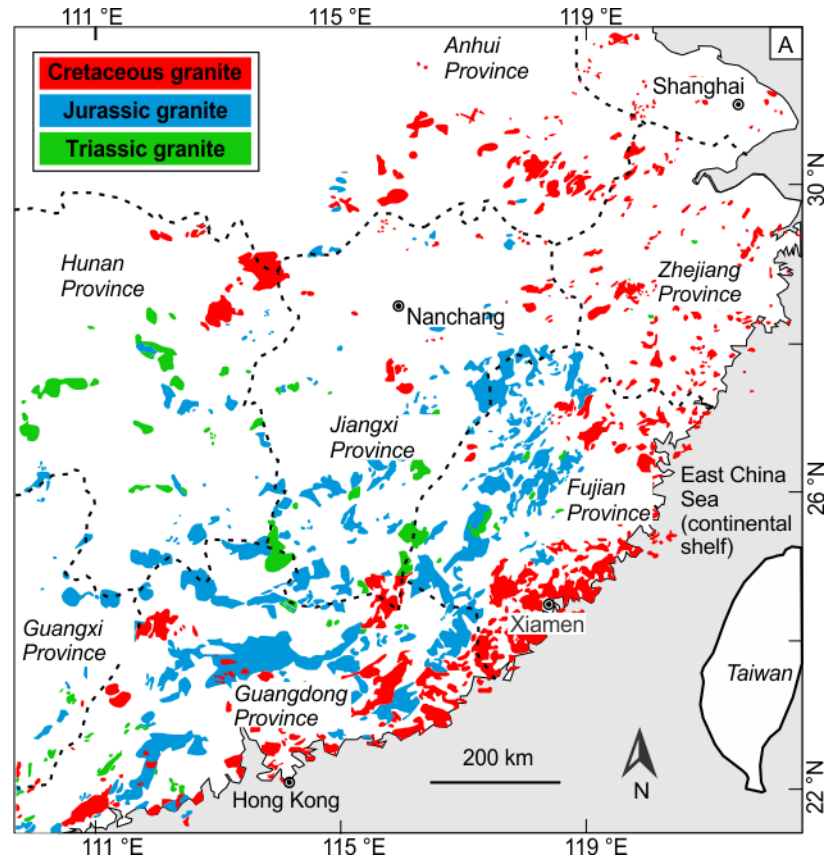 111 °E
115 °E
119 °E
A
Cretaceous granite
Jurassic granite
Triassic granite
Anhui
Province
Shanghai
30 °N
Hunan
Province
Zhejiang
Province
Nanchang
Jiangxi
Province
Fujian
Province
East China
Sea
(continental
shelf)
26 °N
Xiamen
Guangxi
Province
Taiwan
Guangdong
Province
200 km
N
Hong Kong
22 °N
111 °E
115 °E
119 °E